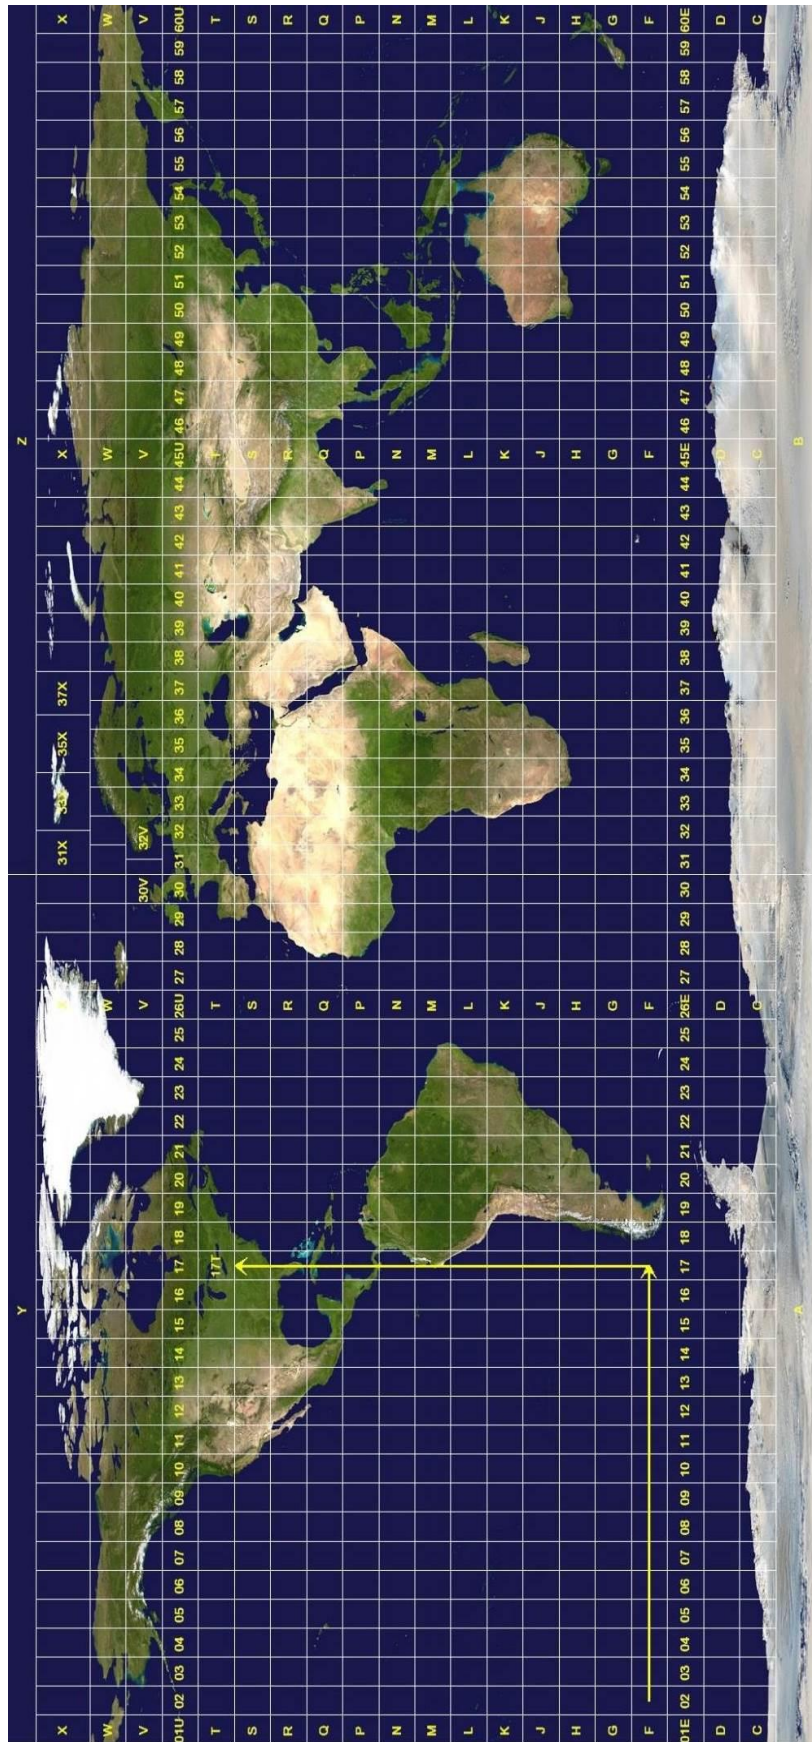 Y Z
X X 31X 33X 35X 37X X X
W W W W
V V 30V 32V V V
01U 02 03 04 05 06 07 08 09 10 11 12 13 14 15 16 17 18 19 20 21 22 23 24 25 26U 27 28 29 30 31 32 33 34 35 36 37 38 39 40 41 42 43 44 45U 46 47 48 49 50 51 52 53 54 55 56 57 58 59 60U
T 17T T T T
S S S S
R R R R
Q Q Q Q
P P P P
N N N N
M M M M
L L L L
K K K K
J J J J
H H H H
G G G G
F F F F
01E 02 03 04 05 06 07 08 09 10 11 12 13 14 15 16 17 18 19 20 21 22 23 24 25 26E 27 28 29 30 31 32 33 34 35 36 37 38 39 40 41 42 43 44 45E 46 47 48 49 50 51 52 53 54 55 56 57 58 59 60E
D D D D
C C C C
A B